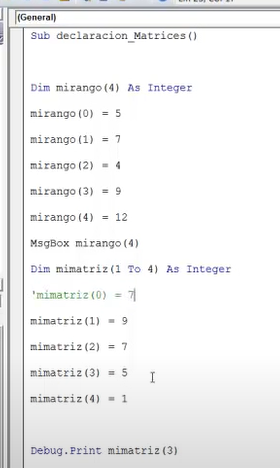 (General)
Sub declaracion_Matrices()
Dim mirango(4) As Integer
mirango(0) = 5
mirango(1) = 7
mirango(2) = 4
mirango(3) = 9
mirango(4) = 12
MsgBox mirango(4)
Dim mimatriz(1 To 4) As Integer
'mimatriz(0) = 7
mimatriz(1) = 9
mimatriz(2) = 7
mimatriz(3) = 5
mimatriz(4) = 1
Debug.Print mimatriz(3)